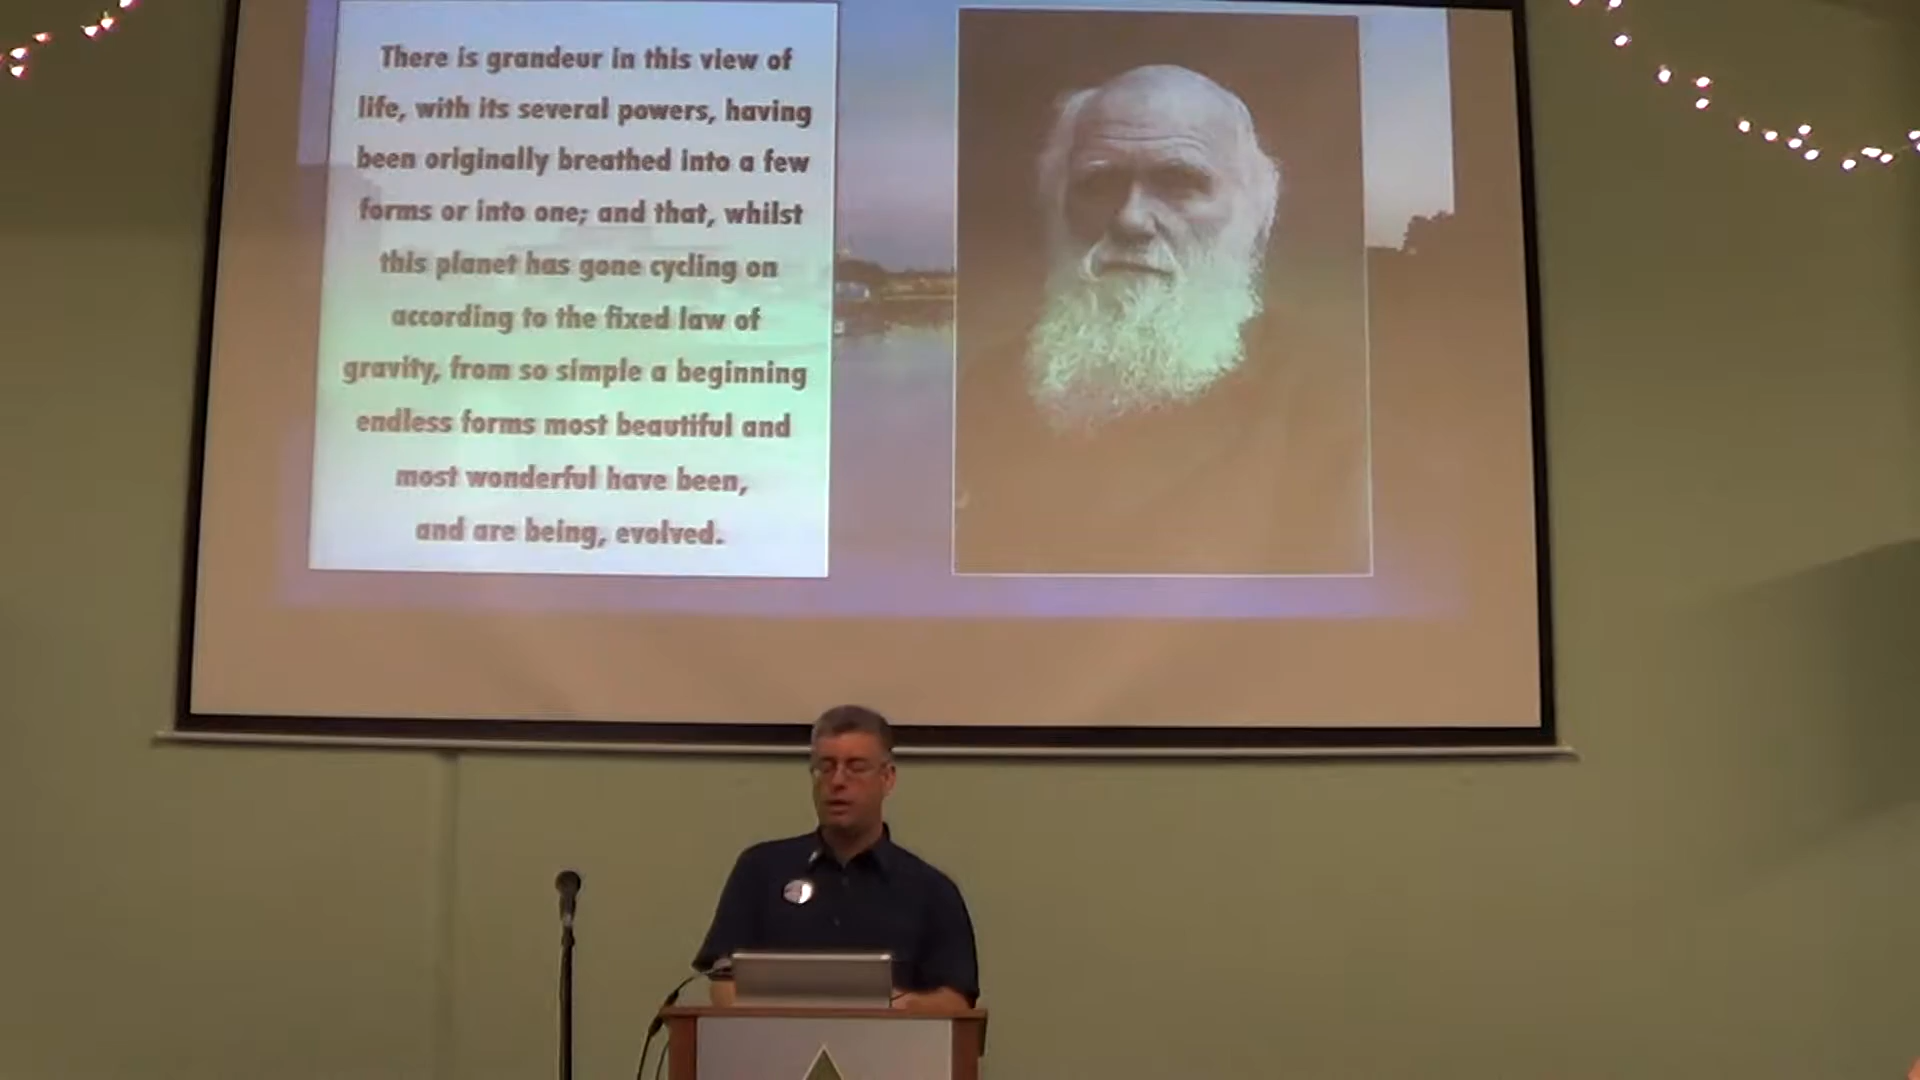 There is grandeur in this view of
life, with its several powers, having
been originally breathed into a few
forms or into one; and that, whilst
this planet has gone cycling on
according to the fixed law of
gravity, from so simple a beginning
endless forms most beautiful and
most wonderful have been,
and are being, evolved.